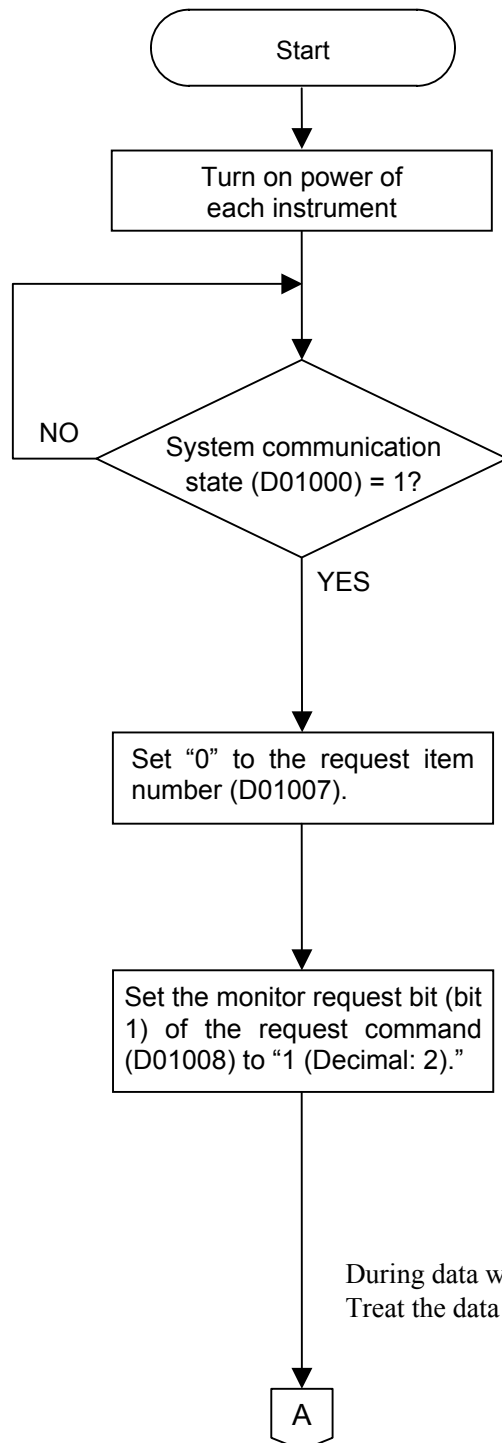 Start
Turn on power of
each instrument
NO
System communication
state (D01000) = 1?
YES
Set “0” to the request item
number (D01007).
Set the monitor request bit (bit
1) of the request command
(D01008) to “1 (Decimal: 2).”
During data
Treat the data
A